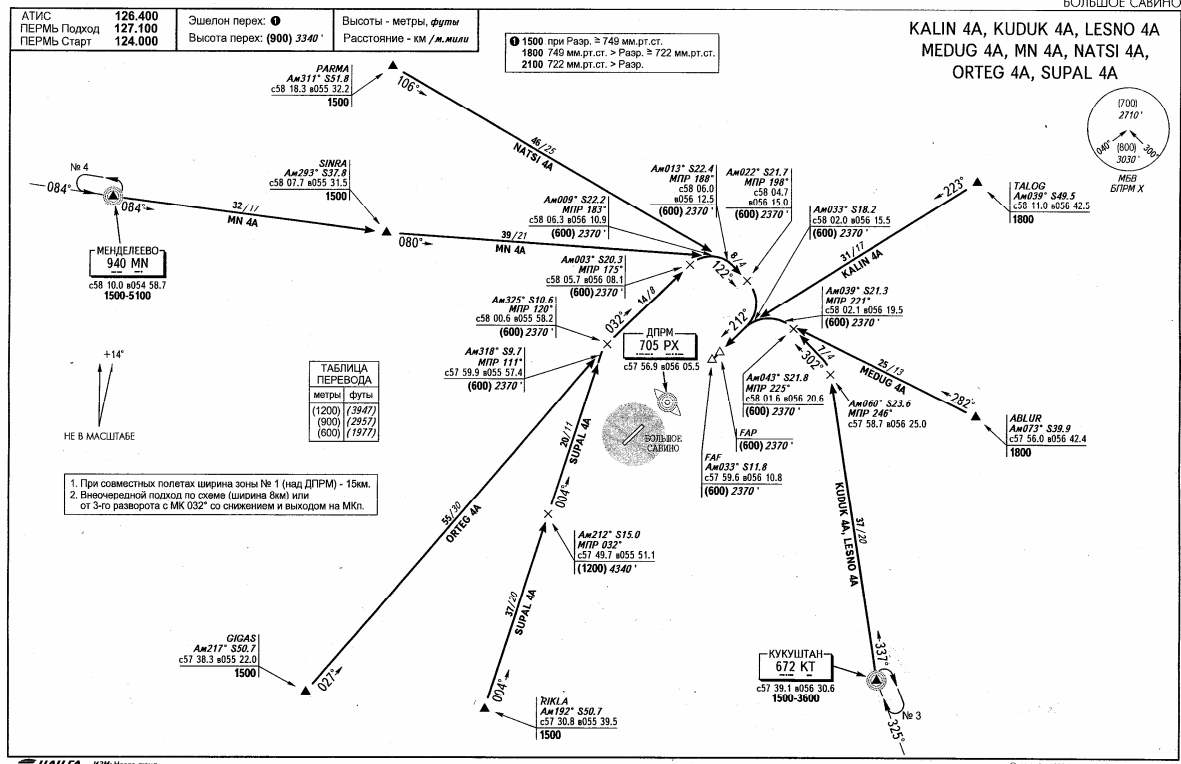 БОЛЬШОЕ САВИНО
АТИС 126.400
ПЕРМЬ Подход 127.100
ПЕРМЬ Старт 124.000
Эшелон перех: ❶
Высота перех: (900) 3340 '
Высоты - метры, футы
Расстояние - км /м.мили
❶ 1500 при Pаэр. ≥ 749 мм.рт.ст.
1800 749 мм.рт.ст. > Pаэр. ≥ 722 мм.рт.ст.
2100 722 мм.рт.ст. > Pаэр.
KALIN 4A, KUDUK 4A, LESNO 4A
MEDUG 4A, MN 4A, NATSI 4A,
ORTEG 4A, SUPAL 4A
(700)
2710'
040°
300°
(800)
3030'
МБВ
БПРМ X
PARMA
Ам311° S51.8
с58 18.3 в055 32.2
1500
106°
46/25
NATSI 4A
SINRA
Ам293° S37.8
с58 07.7 в055 31.5
1500
№ 4
084°
084°
32/17
MN 4A
080°
39/21
MN 4A
МЕНДЕЛЕЕВО
940 MN
с58 10.0 в054 58.7
1500-5100
Ам013° S22.4
МПР 188°
с58 06.0
в056 12.5
(600) 2370 '
Ам022° S21.7
МПР 198°
с58 04.7
в056 15.0
(600) 2370 '
Ам009° S22.2
МПР 183°
с58 06.3 в056 10.9
(600) 2370 '
Ам033° S18.2
с58 02.0 в056 15.5
(600) 2370 '
223°
TALOG
Ам039° S49.5
с58 11.0 в056 42.5
1800
31/17
KALIN 4A
8/4
122°
Ам003° S20.3
МПР 175°
с58 05.7 в056 08.1
(600) 2370 '
Ам039° S21.3
МПР 221°
с58 02.1 в056 19.5
(600) 2370 '
Ам325° S10.6
МПР 120°
с58 00.6 в055 58.2
(600) 2370 '
032°
14/8
212°
ДПРМ
705 PX
с57 56.9 в056 05.5
Ам318° S9.7
МПР 111°
с57 59.9 в055 57.4
(600) 2370 '
7/4
302°
25/13
MEDUG 4A
282°
+14°
НЕ В МАСШТАБЕ
ТАБЛИЦА
ПЕРЕВОДА
метры футы
(1200) (3947)
(900) (2957)
(600) (1977)
Ам043° S21.8
МПР 225°
с58 01.6 в056 20.6
(600) 2370 '
Ам060° S23.6
МПР 246°
с57 58.7 в056 25.0
ABLUR
Ам073° S39.9
с57 56.0 в056 42.4
1800
БОЛЬШОЕ
САВИНО
FAP
(600) 2370 '
FAF
Ам033° S11.8
с57 59.6 в056 10.8
(600) 2370 '
20/11
SUPAL 4A
004°
1. При совместных полетах ширина зоны № 1 (над ДПРМ) - 15км.
2. Внеочередной подход по схеме (ширина 8км) или
от 3-го разворота с МК 032° со снижением и выходом на МКп.
55/30
ORTEG 4A
Ам212° S15.0
МПР 032°
с57 49.7 в055 51.1
(1200) 4340 '
37/20
KUDUK 4A, LESNO 4A
37/20
SUPAL 4A
GIGAS
Ам217° S50.7
с57 38.3 в055 22.0
1500
027°
004°
RIKLA
Ам192° S50.7
с57 30.8 в055 39.5
1500
КУКУШТАН
672 KT
с57 39.1 в056 30.6
1500-3600
337°
№ 3
325°